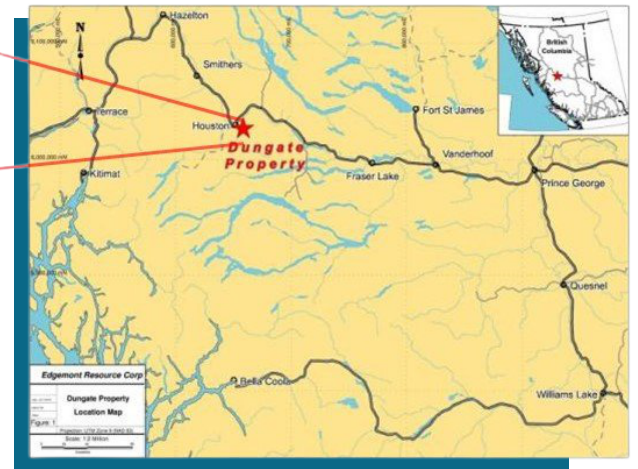 N
Hazelton
Smithers
Terrace
Houston
Dungate
Property
Kitimat
Fort St James
Vanderhoof
Fraser Lake
Prince George
Quesnel
Bella Coola
Williams Lake
British
Columbia
Edgemont Resource Corp
Dungate Property
Location Map
Figure: 1